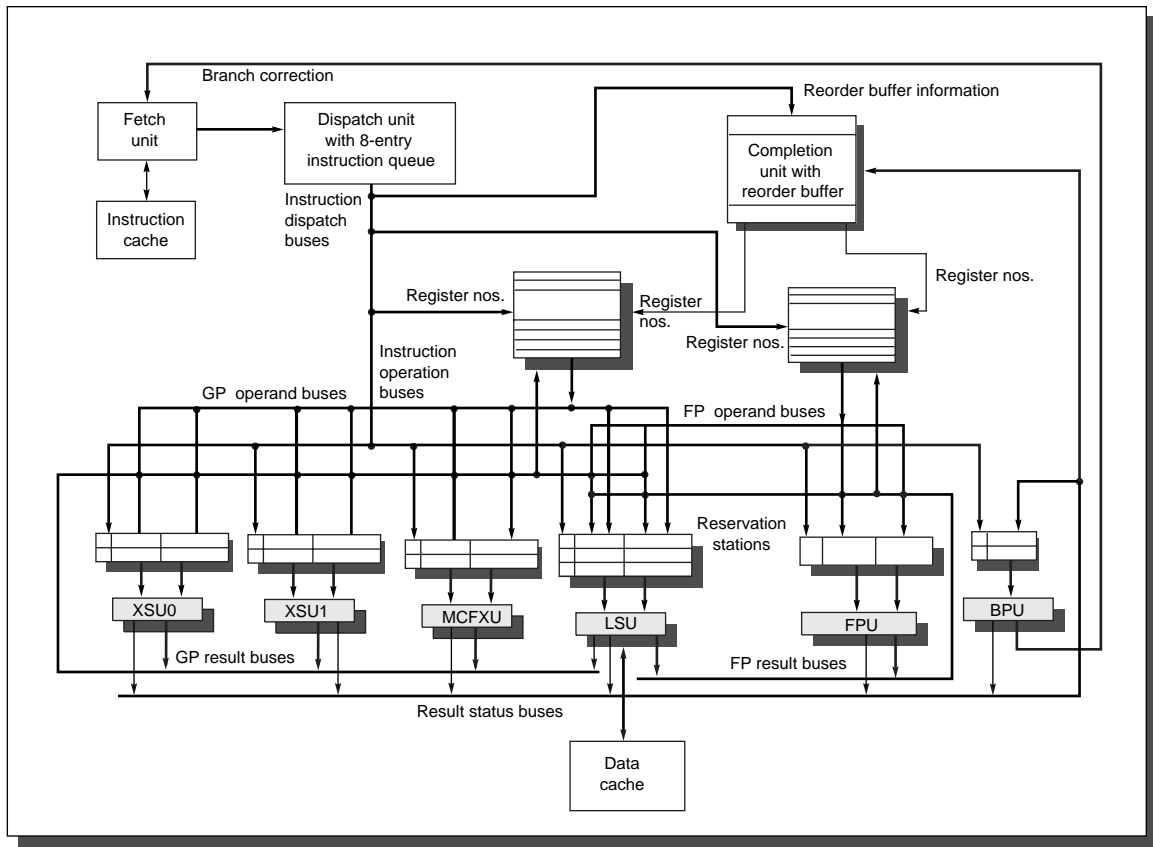 Branch correction
Reorder buffer information
Fetch
unit
Dispatch unit
with 8-entry
instruction queue
Completion
unit with
reorder buffer
Instruction
cache
Instruction
dispatch
buses
Register nos.
Register nos.
Register
nos.
Register nos.
Instruction
operation
buses
GP operand buses
FP operand buses
Reservation
stations
XSU0
XSU1
MCFXU
LSU
FPU
BPU
GP result buses
FP result buses
Result status buses
Data
cache